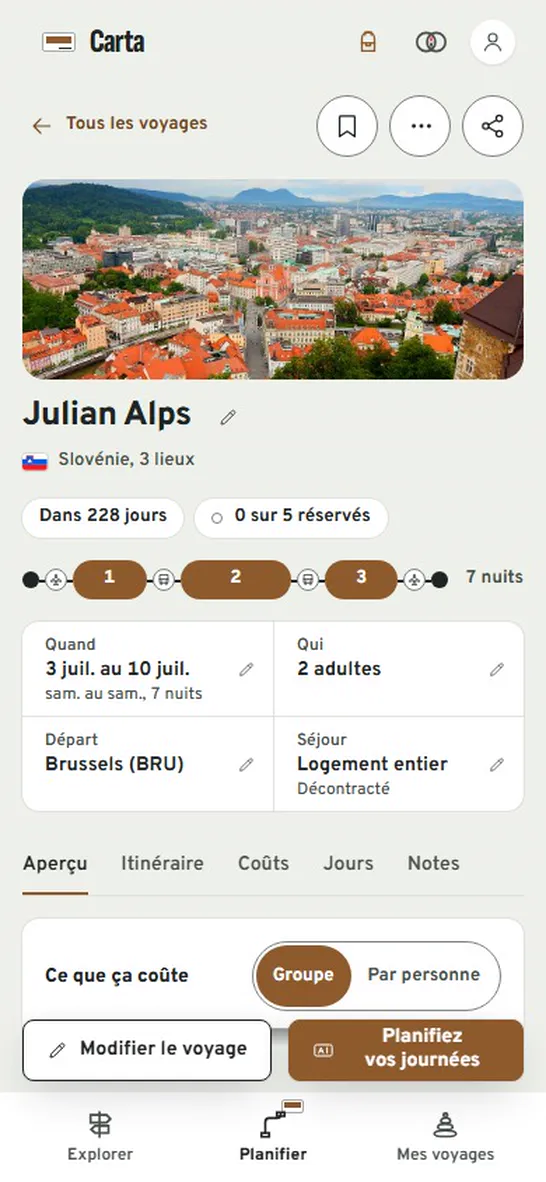 Carta
Tous les voyages
Julian Alps
Slovénie, 3 lieux
Dans 228 jours
0 sur 5 réservés
1
2
3
7 nuits
Quand
3 juil. au 10 juil.
sam. au sam., 7 nuits
Qui
2 adultes
Départ
Brussels (BRU)
Séjour
Logement entier
Décontracté
Aperçu
Itinéraire
Coûts
Jours
Notes
Ce que ça coûte
Groupe
Par personne
Modifier le voyage
AI
Planifiez
vos journées
Explorer
Planifier
Mes voyages